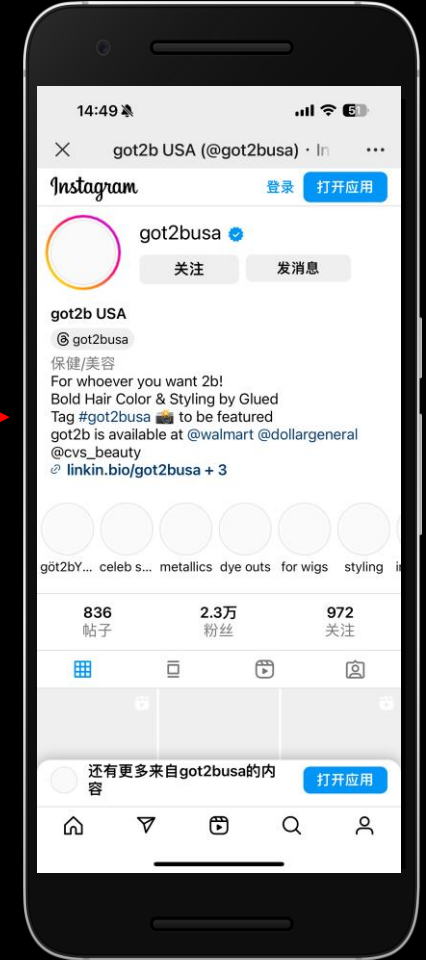 14:49
51
got2b USA (@got2busa) · In
Instagram
登录
打开应用
got2busa
关注
发消息
got2b USA
got2busa
保健/美容
For whoever you want 2b!
Bold Hair Color & Styling by Glued
Tag #got2busa 📸 to be featured
got2b is available at @walmart @dollargeneral
@cvs_beauty
linkin.bio/got2busa + 3
göt2bY...
celeb s...
metallics
dye outs
for wigs
styling
836
2.3万
972
帖子
粉丝
关注
还有更多来自got2busa的内
容
打开应用